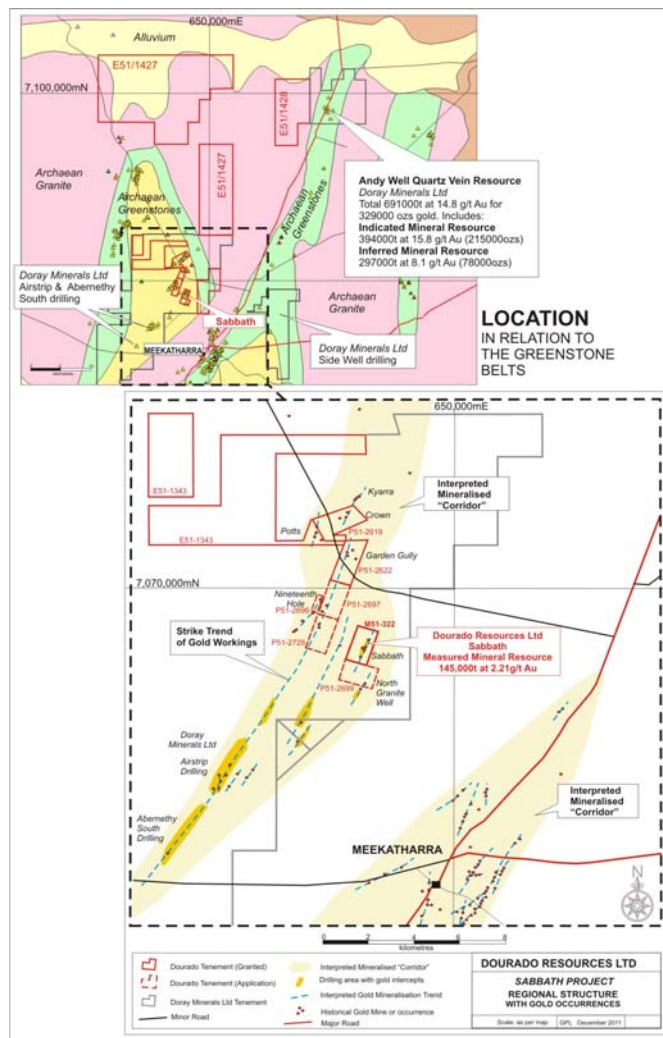 650,000mE
Alluvium
E51/1427
7,100,000mN
E51/1428
E51/1427
Archaean
Granite
Archaean
Greenstones
Archaean Greenstones
Andy Well Quartz Vein Resource
Doray Minerals Ltd
Total 691000t at 14.8 g/t Au for
329000 ozs gold. Includes:
Indicated Mineral Resource
394000t at 15.8 g/t Au (215000ozs)
Inferred Mineral Resource
297000t at 8.1 g/t Au (78000ozs)
Doray Minerals Ltd
Airstrip & Abernethy
South drilling
Sabbath
Archaean
Granite
MEEKATHARRA
Doray Minerals Ltd
Side Well drilling
kilometres
LOCATION
IN RELATION TO
THE GREENSTONE
BELTS
650,000mE
E51-1343
E51-1343
Kyarra
Crown
Potts
P51-2619
Interpreted
Mineralised
"Corridor"
Garden Gully
P51-2622
7,070,000mN
Nineteenth
Hole
P51-2696
P51-2697
M51-322
P51-2728
Strike Trend
of Gold Workings
Sabbath
Dourado Resources Ltd
Sabbath
Measured Mineral Resource
145,000t at 2.21g/t Au
P51-2699
North
Granite
Well
Doray
Minerals Ltd
Airstrip
Drilling
Abernethy
South
Drilling
Interpreted
Mineralised
"Corridor"
MEEKATHARRA
N
0 2 4 6 8
kilometres
Dourado Tenement (Granted)
Dourado Tenement (Application)
Doray Minerals Ltd Tenement
Minor Road
Interpreted Mineralised "Corridor"
Drilling area with gold intercepts
Interpreted Gold Mineralisation Trend
Historical Gold Mine or occurrence
Major Road
DOURADO RESOURCES LTD
SABBATH PROJECT
REGIONAL STRUCTURE
WITH GOLD OCCURRENCES
Scale: as per map GPL December 2011